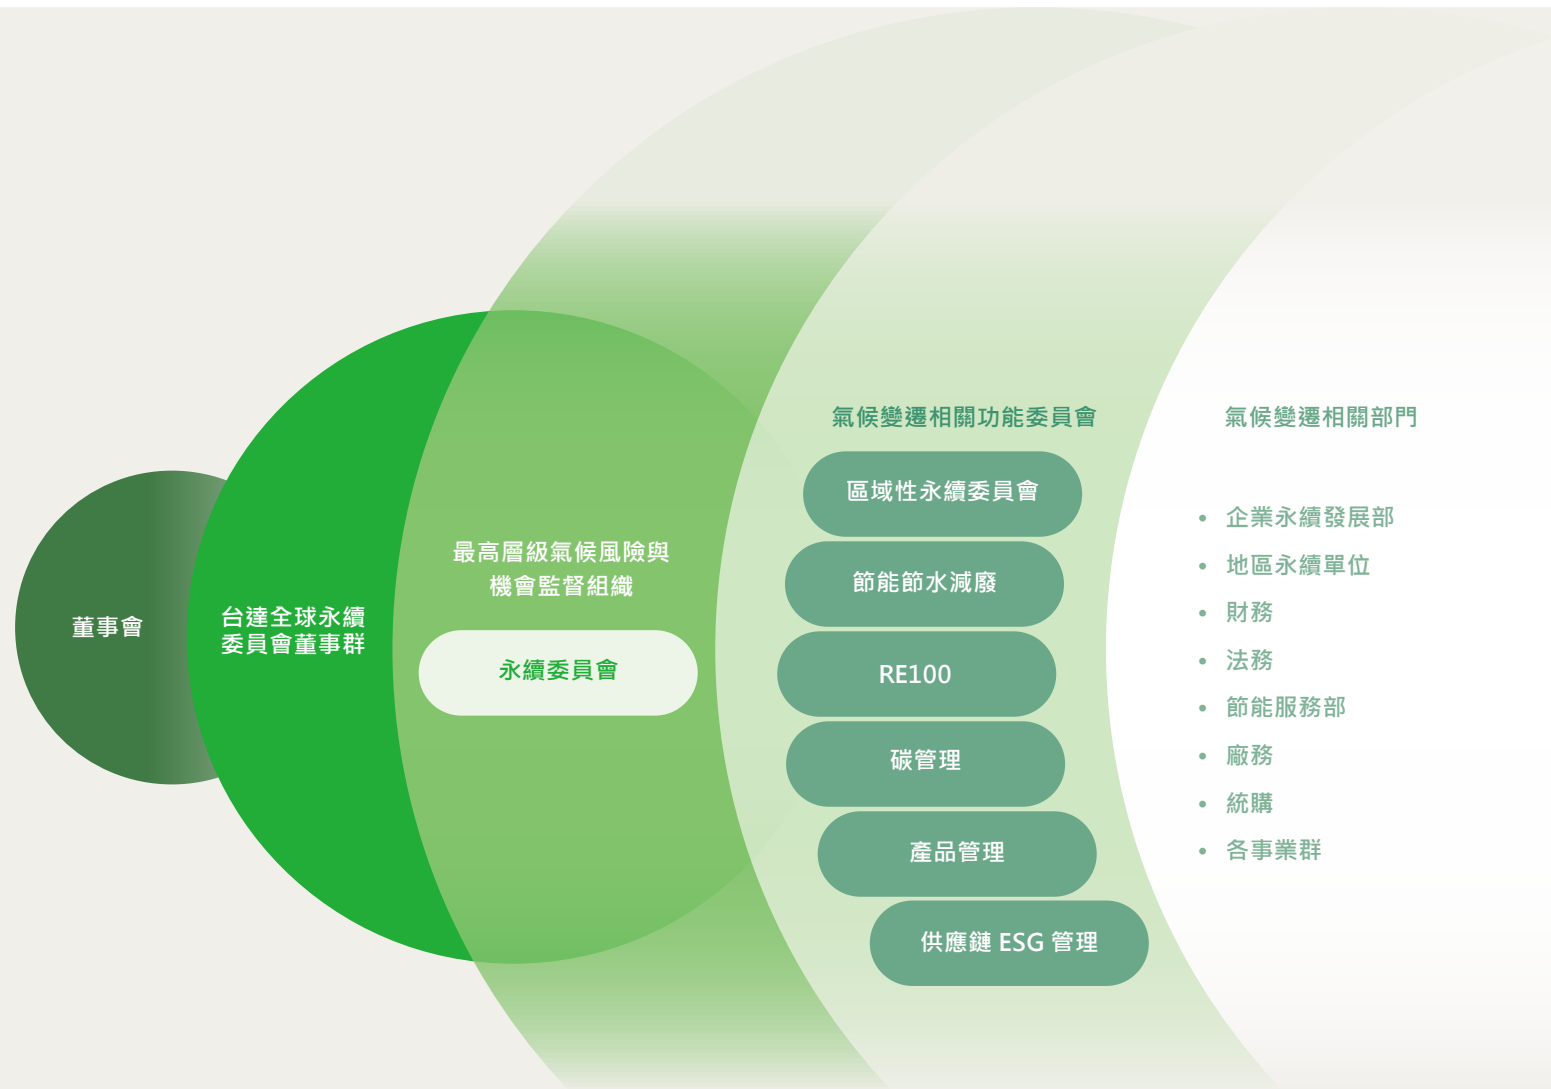 董事會
台達全球永續
委員會董事群
最高層級氣候風險與
機會監督組織
永續委員會
氣候變遷相關功能委員會
區域性永續委員會
節能節水減廢
RE100
碳管理
產品管理
供應鏈 ESG 管理
氣候變遷相關部門
• 企業永續發展部
• 地區永續單位
• 財務
• 法務
• 節能服務部
• 廠務
• 統購
• 各事業群